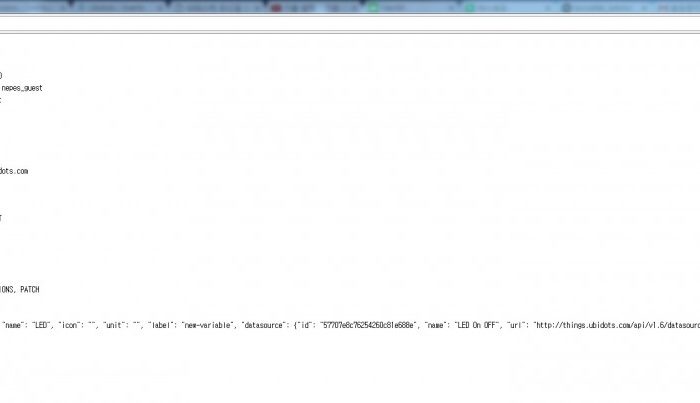 nepes_guest
dots.com
IONS, PATCH
"name": "LED", "icon": "", "unit": "", "label": "new-variable", "datasource": {"id": "57707e8c76254260c81e688e", "name": "LED On OFF", "url": "http://things.ubidots.com/api/v1.6/datasourc